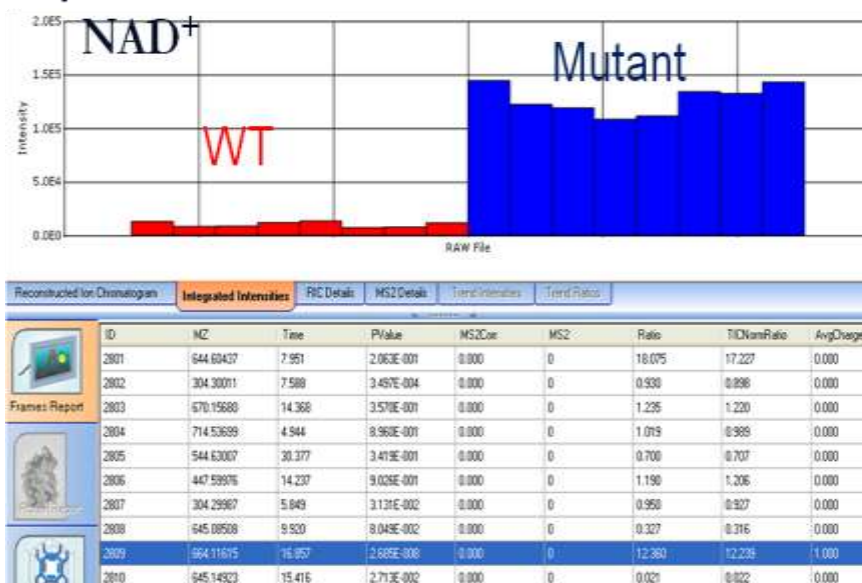 2.0E5
NAD+
Mutant
1.5E5
Intensity
1.0E5
WT
5.0E4
0.0E0
RAW File
Reconstructed Ion Chromatogram Integrated Intensities RIC Details MS2 Details Trend Intensities Trend Ratios
ID MZ Time PValue MS2Corr MS2 Ratio TICNormRatio AvgCharge
2801 644.60437 7.951 2.063E-001 0.000 0 18.075 17.227 0.000
2802 304.30011 7.588 3.497E-004 0.000 0 0.930 0.898 0.000
Frames Report
2803 670.15680 14.368 3.570E-001 0.000 0 1.235 1.220 0.000
2804 714.53699 4.944 8.960E-001 0.000 0 1.019 0.989 0.000
2805 544.63007 30.377 3.419E-001 0.000 0 0.700 0.707 0.000
2806 447.59976 14.237 9.026E-001 0.000 0 1.190 1.206 0.000
2807 304.29987 5.849 3.131E-002 0.000 0 0.950 0.927 0.000
2808 645.08508 9.920 8.049E-002 0.000 0 0.327 0.316 0.000
2809 664.11615 16.857 2.685E-008 0.000 0 12.360 12.239 1.000
2810 645.14923 15.416 2.713E-002 0.000 0 0.021 0.022 0.000